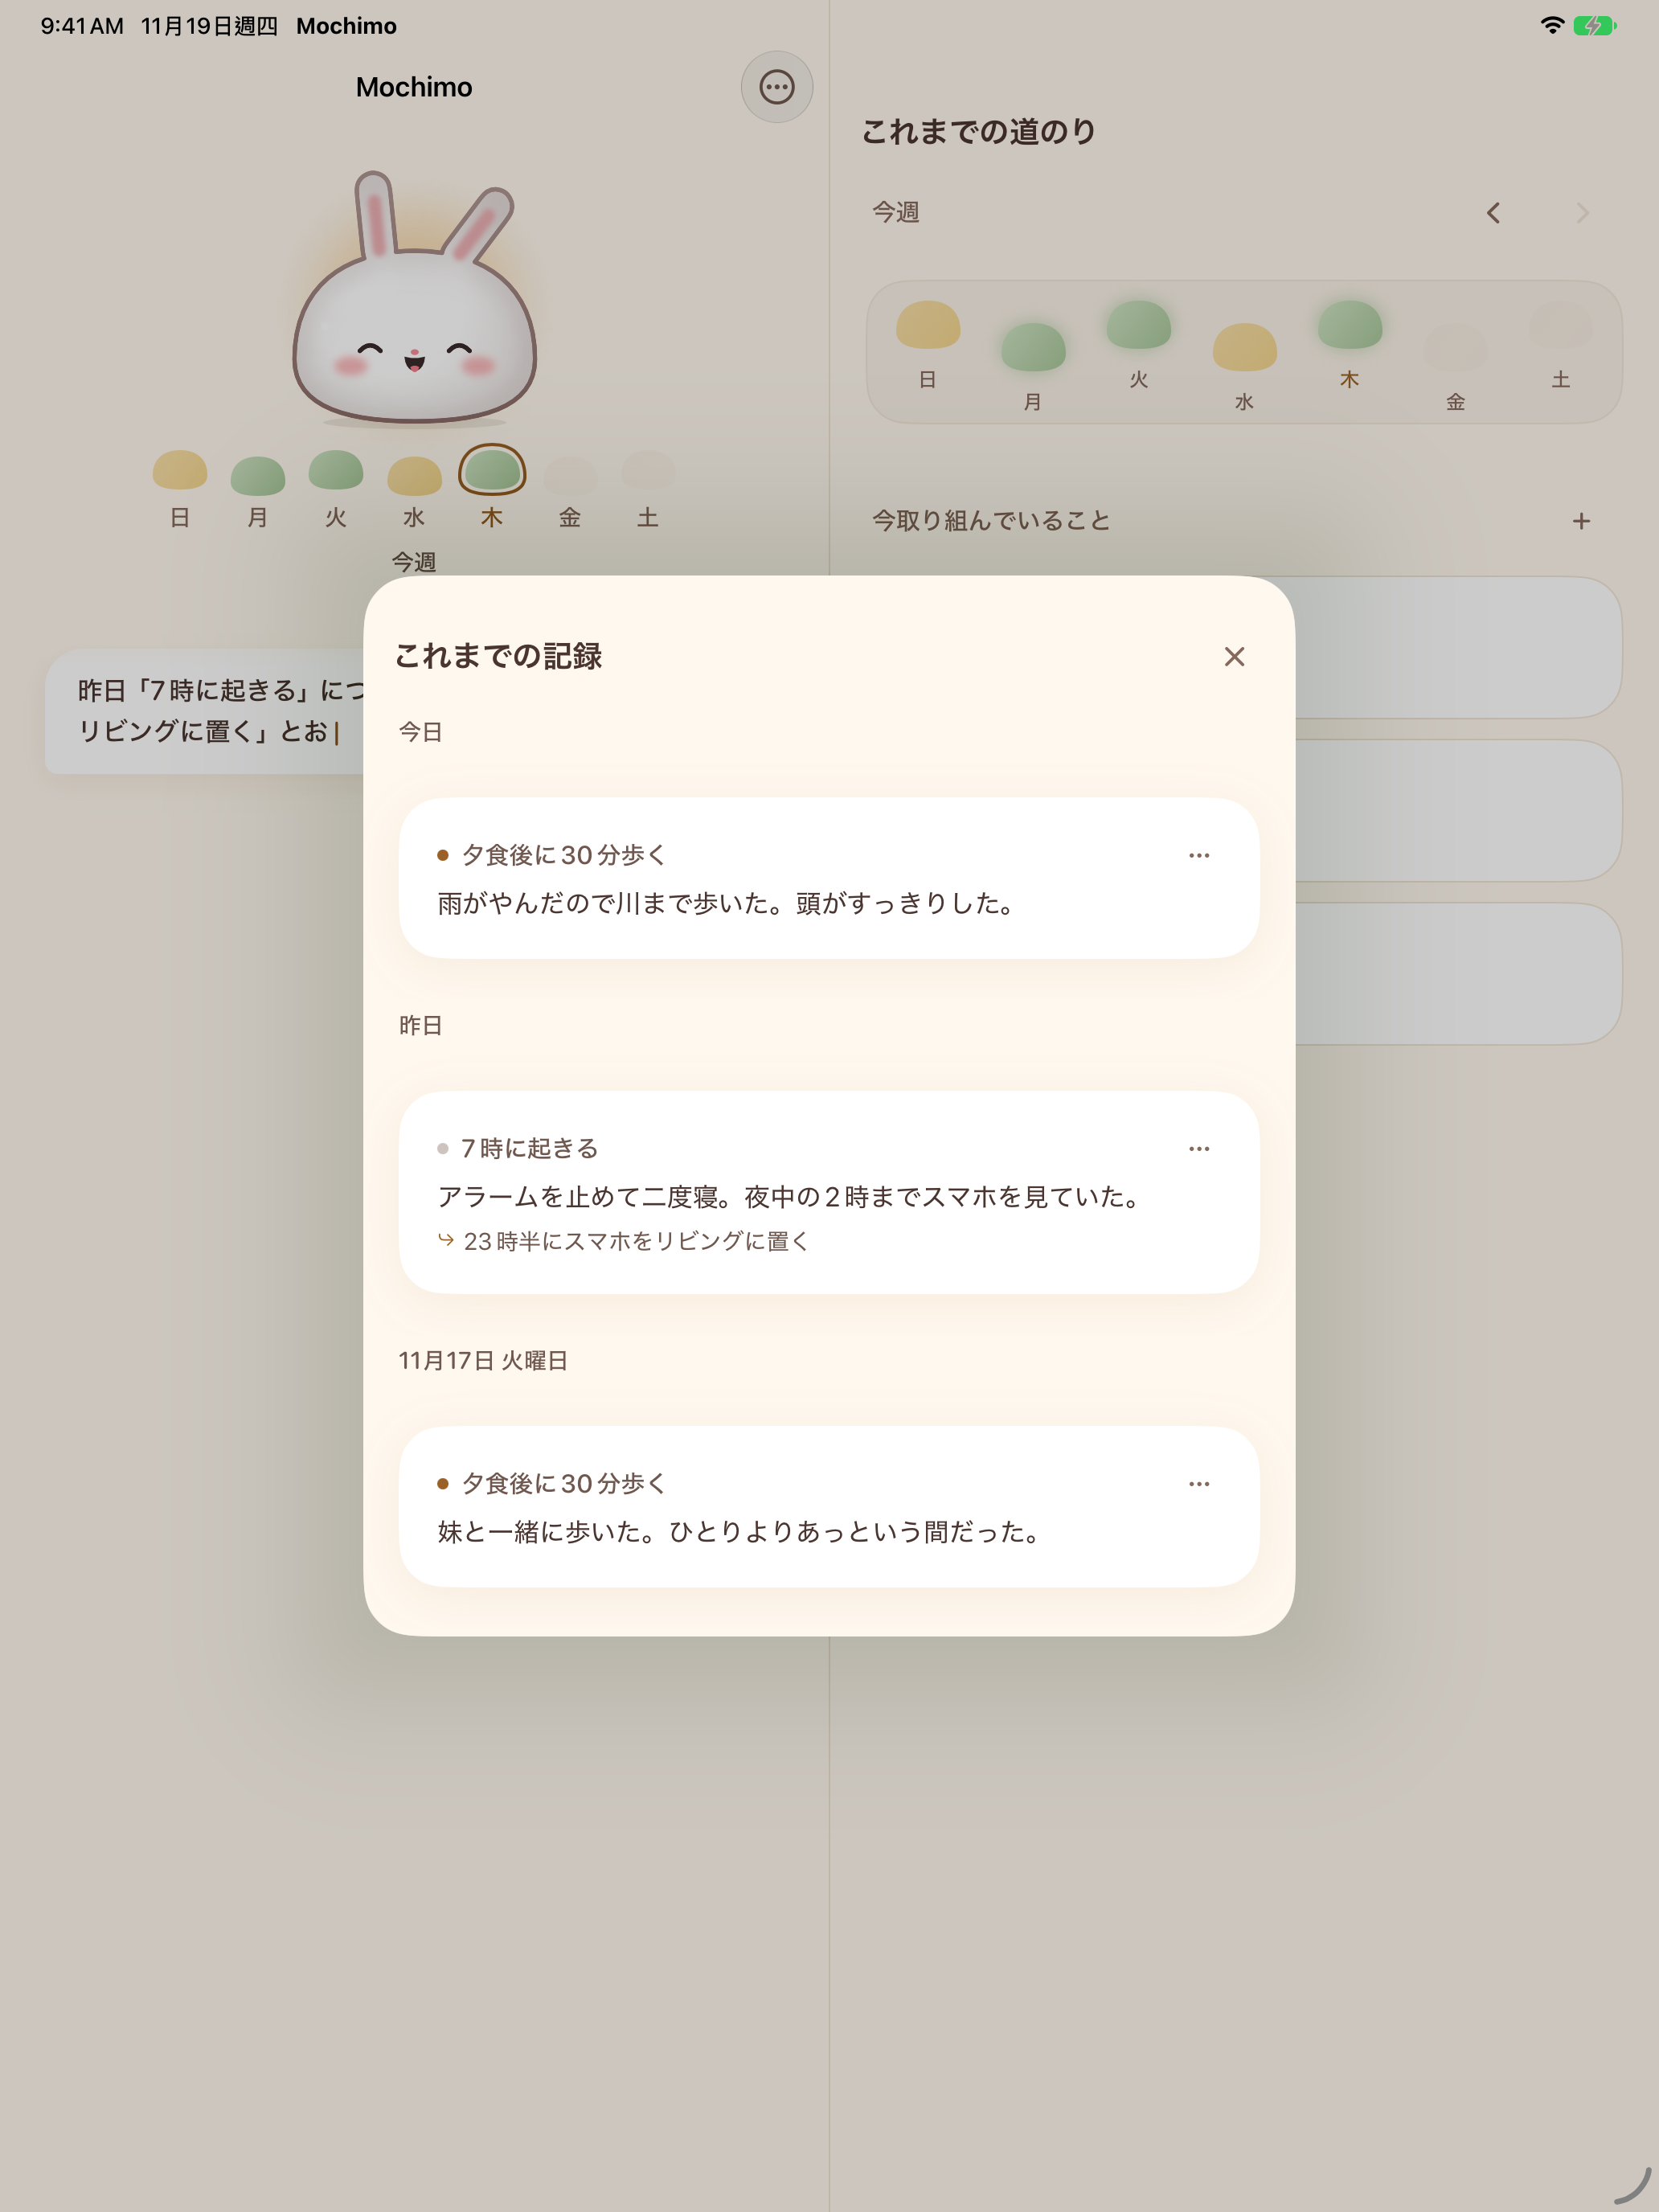 9:41 AM 11月19日週四 Mochimo
Mochimo
日 月 火 水 木 金 土
今週
昨日「7時に起きる」につ
リビングに置く」とお
これまでの道のり
今週
日 月 火 水 木 金 土
今取り組んでいること
これまでの記録
今日
夕食後に30分歩く
雨がやんだので川まで歩いた。頭がすっきりした。
昨日
7時に起きる
アラームを止めて二度寝。夜中の2時までスマホを見ていた。
23時半にスマホをリビングに置く
11月17日 火曜日
夕食後に30分歩く
妹と一緒に歩いた。ひとりよりあっという間だった。